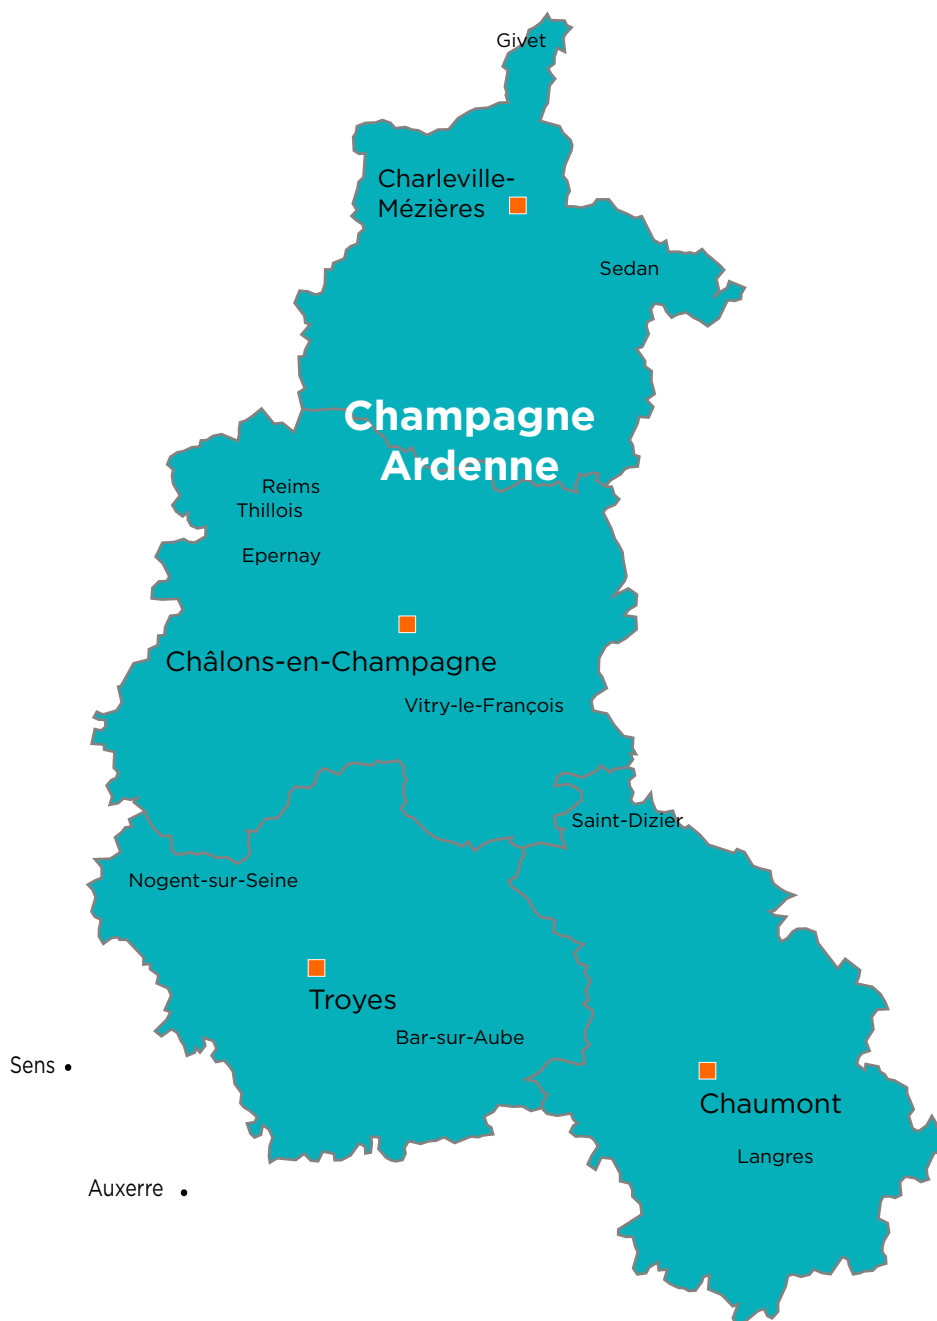 Givet
Charleville-
Mézières
Sedan
Champagne
Ardenne
Reims
Thillois
Epernay
Châlons-en-Champagne
Vitry-le-François
Saint-Dizier
Nogent-sur-Seine
Troyes
Bar-sur-Aube
Sens
Chaumont
Langres
Auxerre